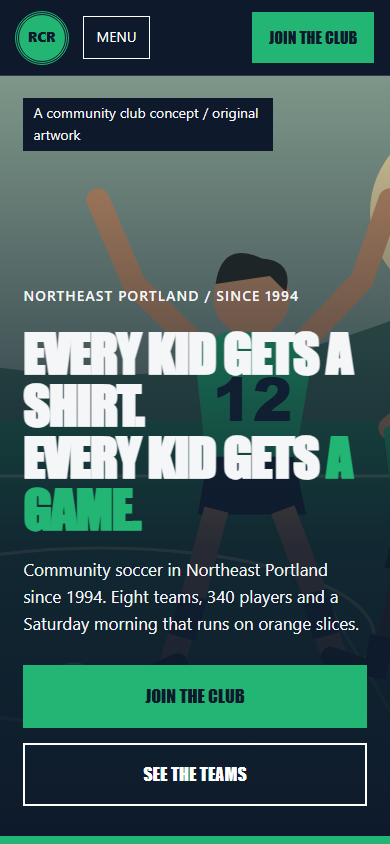 RCR
MENU
JOIN THE CLUB
A community club concept / original
artwork
NORTHEAST PORTLAND / SINCE 1994
EVERY KID GETS A
SHIRT.
EVERY KID GETS A
GAME.
12
Community soccer in Northeast Portland
since 1994. Eight teams, 340 players and a
Saturday morning that runs on orange slices.
JOIN THE CLUB
SEE THE TEAMS